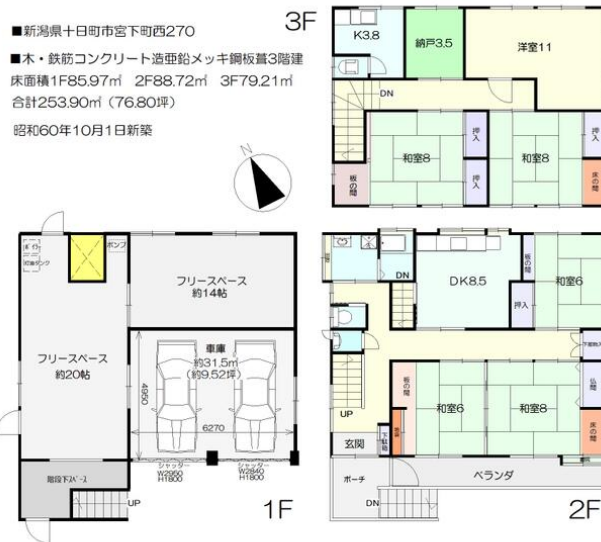 ■新潟県十日町市宮下町西270
■木・鉄筋コンクリート造亜鉛メッキ鋼板葺3階建
床面積1F85.97㎡ 2F88.72㎡ 3F79.21㎡
合計253.90㎡（76.80坪）
昭和60年10月1日新築
N
3F
K3.8
納戸3.5
洋室11
DN
和室8
押入
押入
和室8
押入
板の間
床の間
ポンプ
フリースペース
約14帖
フリースペース
約20帖
車庫
約31.5㎡
(約9.52坪)
4950
6270
シャッター
W2950
H1800
シャッター
W2840
H1800
階段下スペース
UP
1F
DN
DK8.5
板の間
和室6
押入
下駄箱
仏間
板の間
和室6
和室8
床の間
UP
玄関
下駄箱
ポーチ
ベランダ
DN
2F